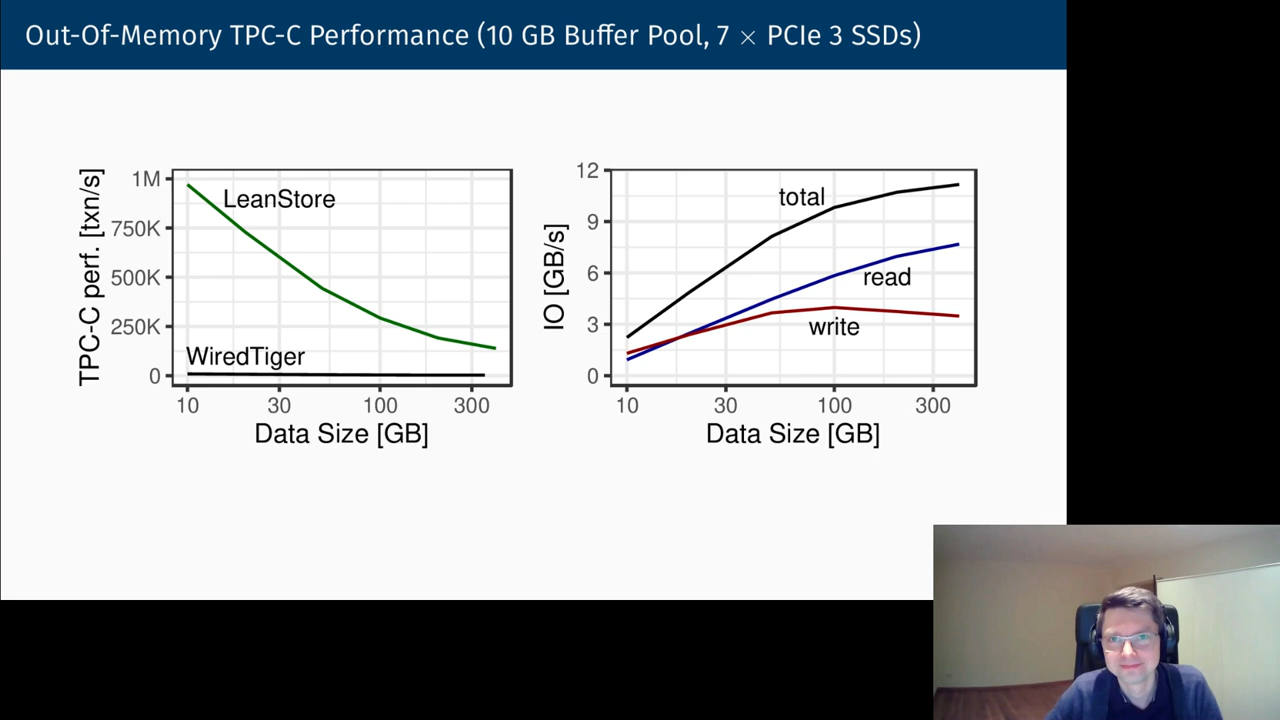 Out-Of-Memory TPC-C Performance (10 GB Buffer Pool, 7 × PCIe 3 SSDs)
TPC-C perf. [txn/s]
1M
750K
500K
250K
0
LeanStore
WiredTiger
10 30 100 300
Data Size [GB]
IO [GB/s]
12
9
6
3
0
total
read
write
10 30 100 300
Data Size [GB]